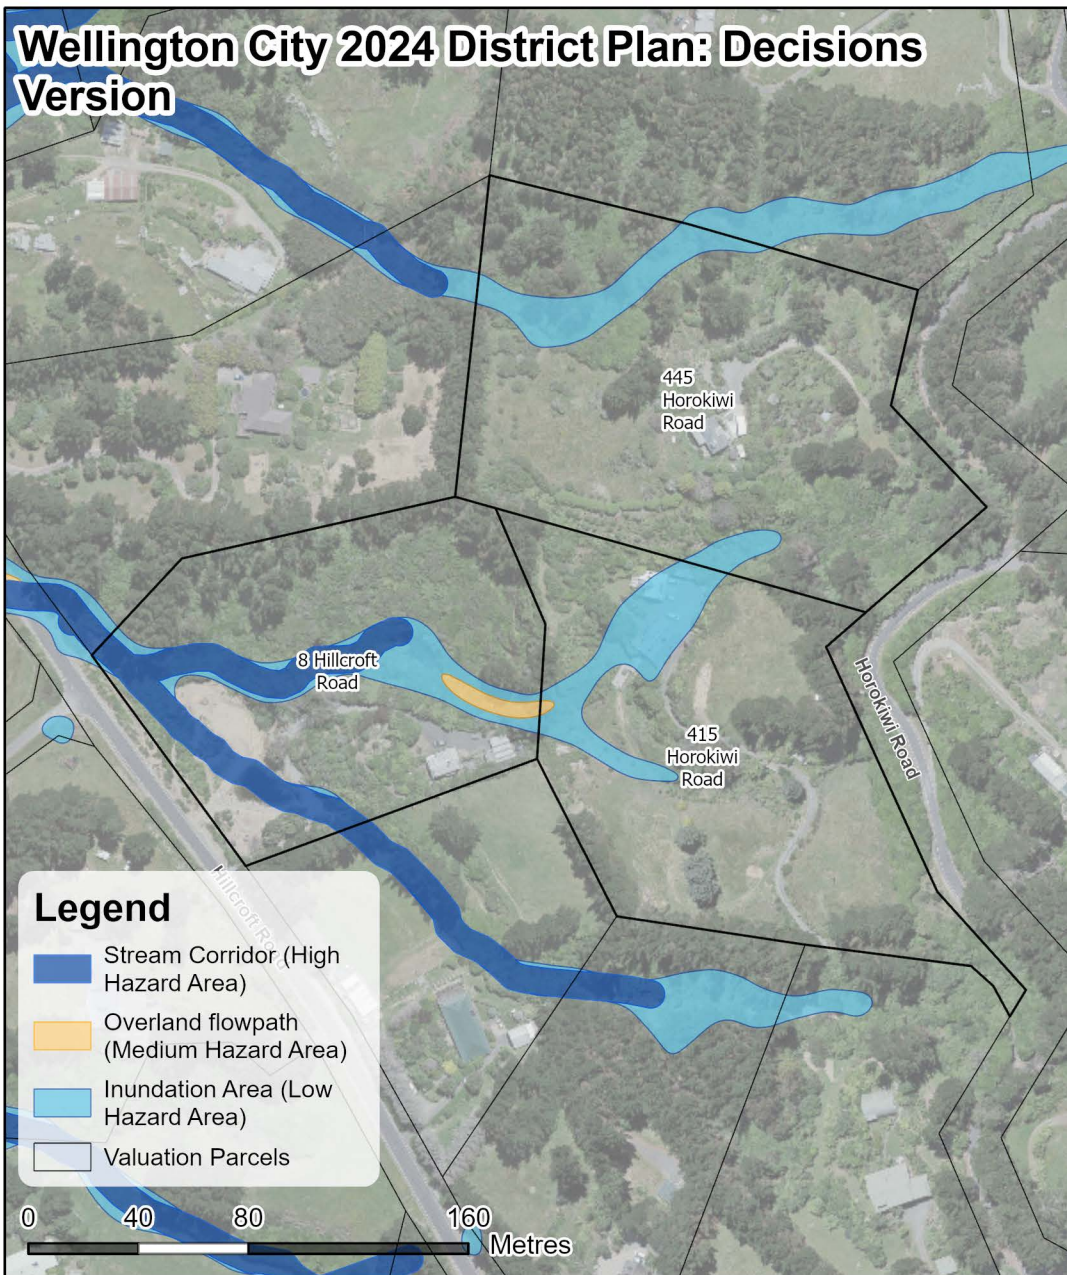 Wellington City 2024 District Plan: Decisions
Version
445
Horokiwi
Road
8 Hillcroft
Road
415
Horokiwi
Road
Horokiwi Road
Hillcroft Road
Legend
Stream Corridor (High
Hazard Area)
Overland flowpath
(Medium Hazard Area)
Inundation Area (Low
Hazard Area)
Valuation Parcels
0 40 80 160
Metres